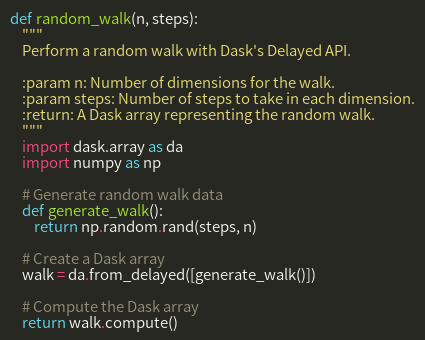 def random_walk(n, steps):
"""
Perform a random walk with Dask's Delayed API.
:param n: Number of dimensions for the walk.
:param steps: Number of steps to take in each dimension.
:return: A Dask array representing the random walk.
"""
import dask.array as da
import numpy as np
# Generate random walk data
def generate_walk():
return np.random.rand(steps, n)
# Create a Dask array
walk = da.from_delayed([generate_walk()])
# Compute the Dask array
return walk.compute()